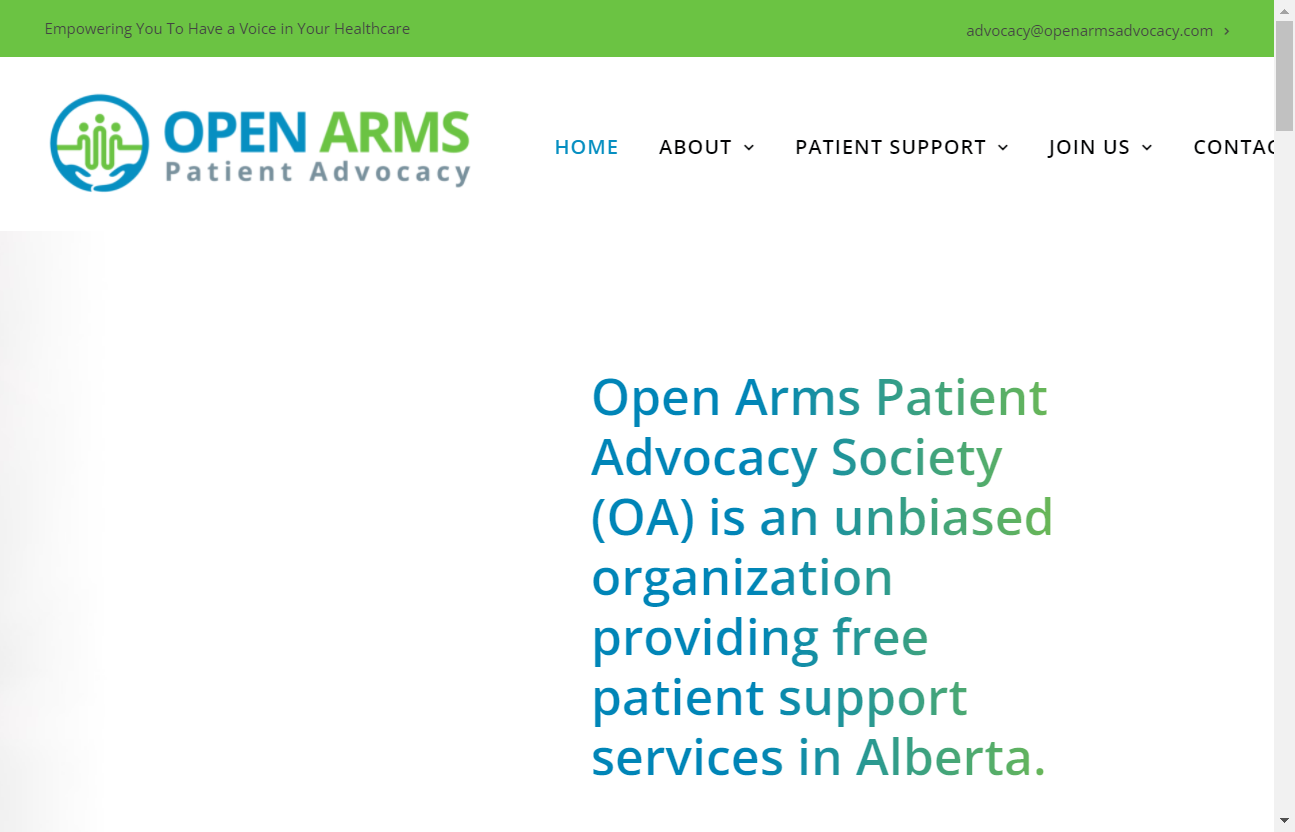 Empowering You To Have a Voice in Your Healthcare
advocacy@openarmsadvocacy.com
OPEN ARMS
Patient Advocacy
HOME ABOUT PATIENT SUPPORT JOIN US
Open Arms Patient
Advocacy Society
(OA) is an unbiased
organization
providing free
patient support
services in Alberta.